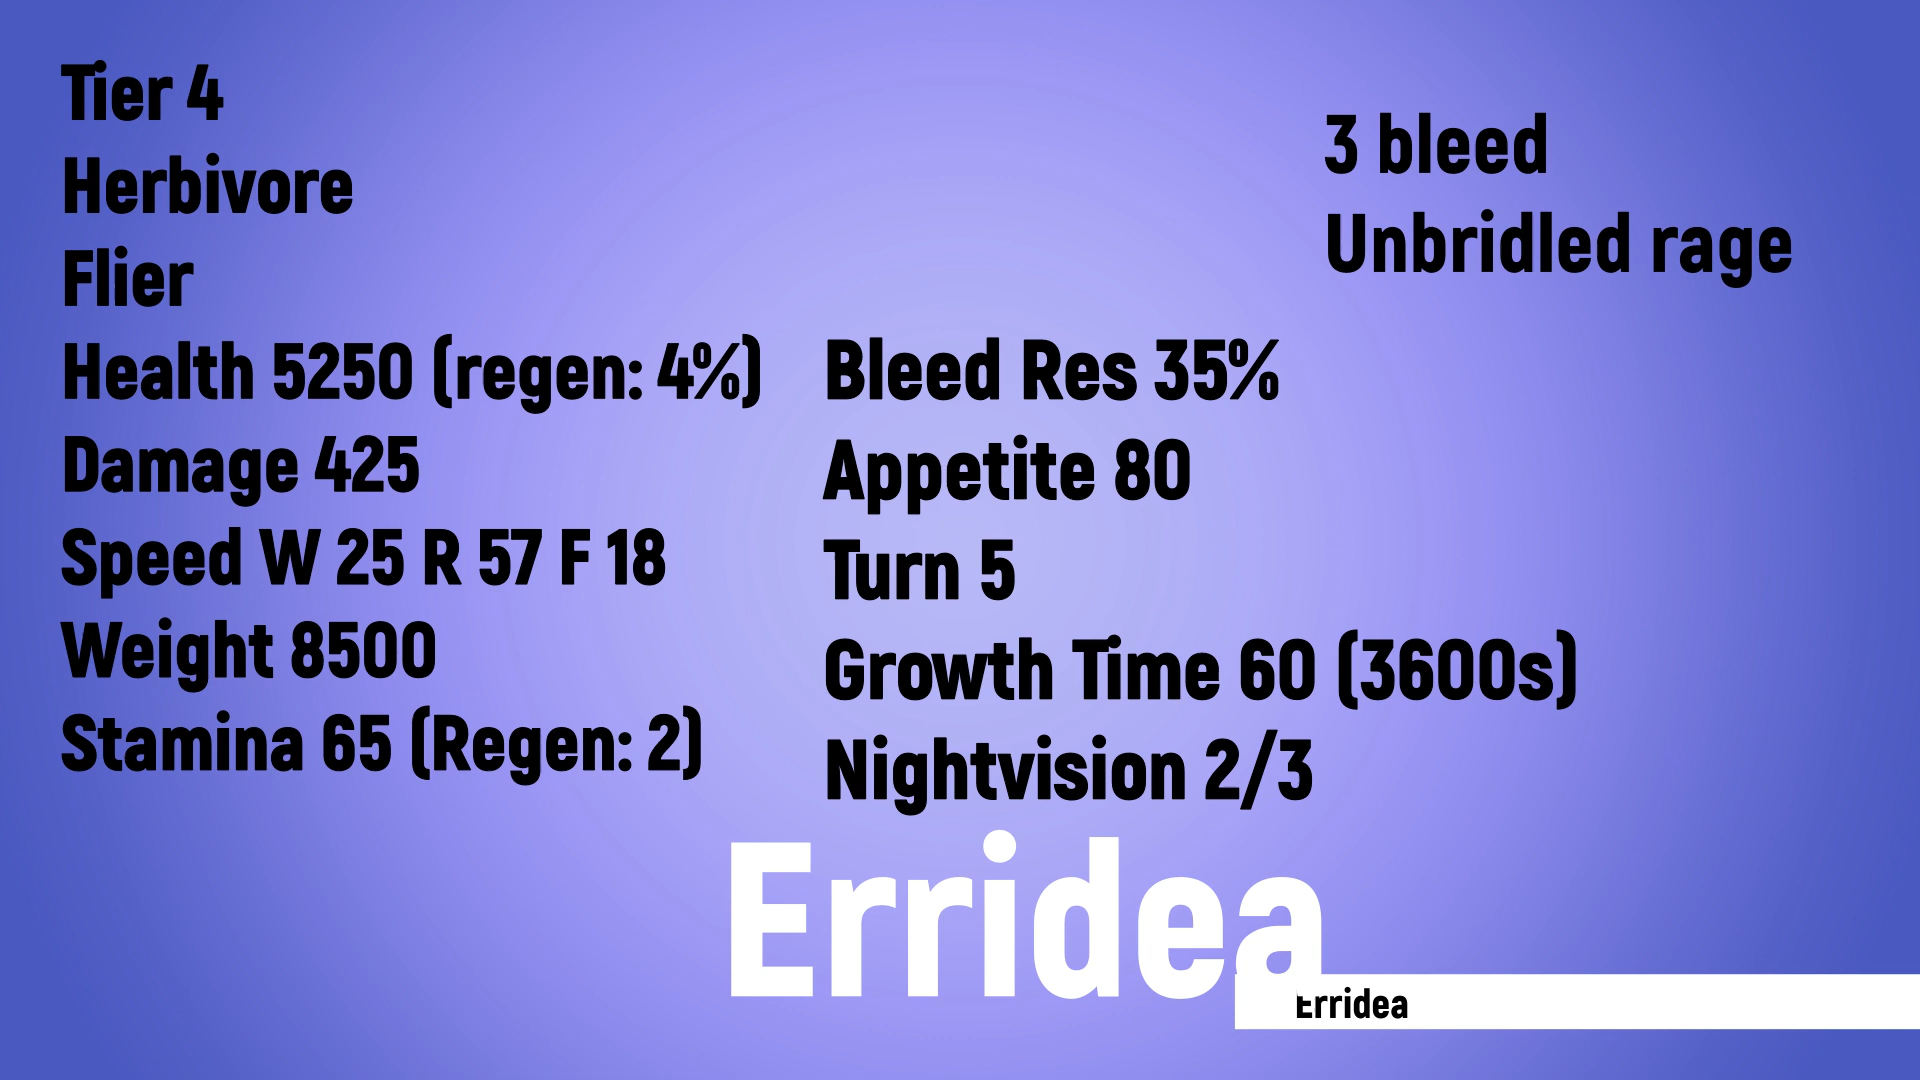 Tier 4
Herbivore
Flier
Health 5250 (regen: 4%)
Damage 425
Speed W 25 R 57 F 18
Weight 8500
Stamina 65 (Regen: 2)
Bleed Res 35%
Appetite 80
Turn 5
Growth Time 60 (3600s)
Nightvision 2/3
3 bleed
Unbridled rage
Erridea
Erridea